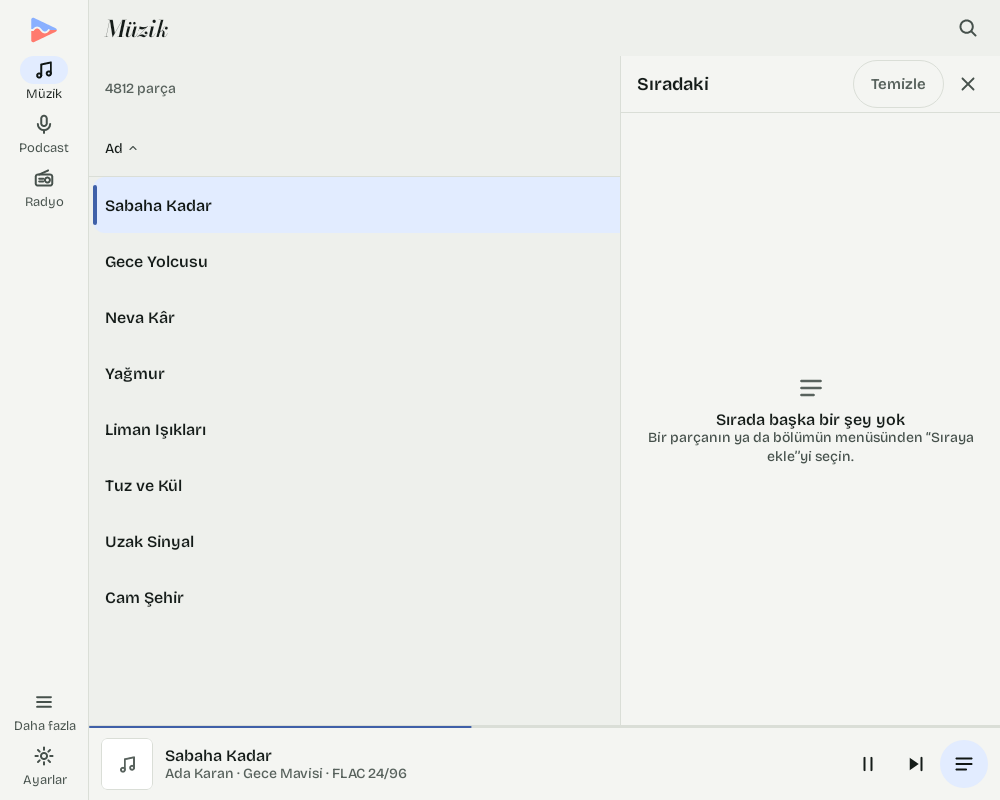 Müzik
Podcast
Radyo
Daha fazla
Ayarlar
Müzik
4812 parça
Ad
Sabaha Kadar
Gece Yolcusu
Neva Kâr
Yağmur
Liman Işıkları
Tuz ve Kül
Uzak Sinyal
Cam Şehir
Sıradaki
Temizle
Sırada başka bir şey yok
Bir parçanın ya da bölümün menüsünden “Sıraya
ekle”yi seçin.
Sabaha Kadar
Ada Karan · Gece Mavisi · FLAC 24/96